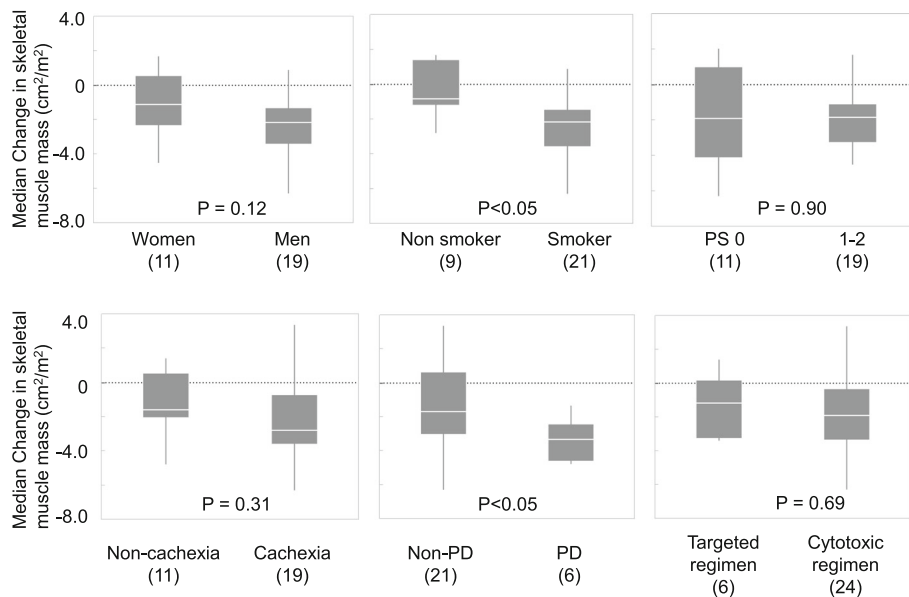 Median Change in skeletal
muscle mass (cm²/m²)
4.0
0
-4.0
-8.0
P = 0.12
Women
(11)
Men
(19)
P<0.05
Non smoker
(9)
Smoker
(21)
P = 0.90
PS 0
(11)
1-2
(19)
Median Change in skeletal
muscle mass (cm²/m²)
4.0
0
-4.0
-8.0
P = 0.31
Non-cachexia
(11)
Cachexia
(19)
P<0.05
Non-PD
(21)
PD
(6)
P = 0.69
Targeted
regimen
(6)
Cytotoxic
regimen
(24)